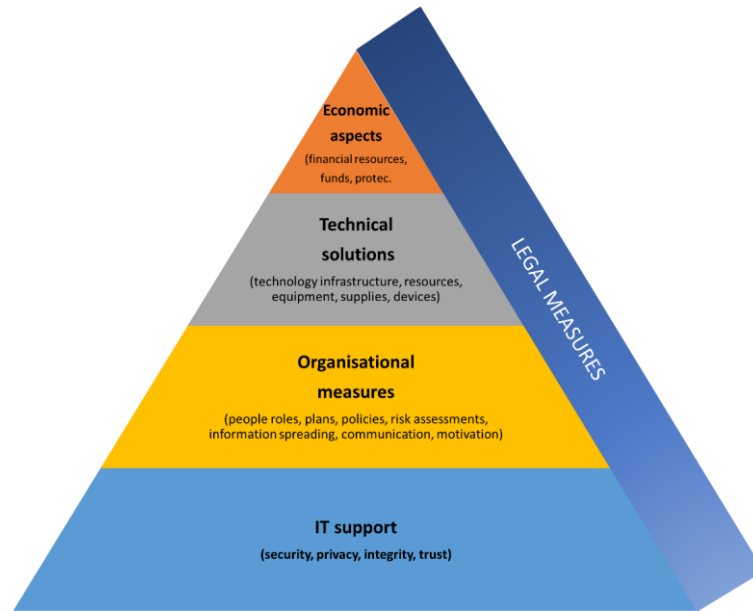 Economic
aspects
(financial resources,
funds, protec.
Technical
solutions
(technology infrastructure, resources,
equipment, supplies, devices)
LEGAL MEASURES
Organisational
measures
(people roles, plans, policies, risk assessments,
information spreading, communication, motivation)
IT support
(security, privacy, integrity, trust)